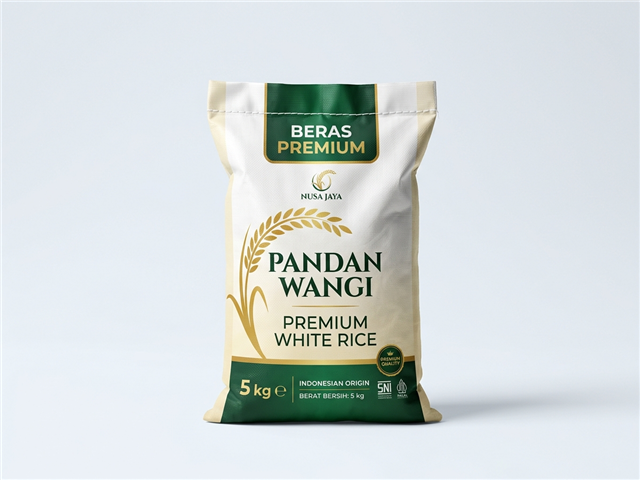 BERAS
PREMIUM
NUSA JAYA
PANDAN
WANGI
PREMIUM
WHITE RICE
PREMIUM
QUALITY
5 kg ℮
INDONESIAN ORIGIN
BERAT BERSIH: 5 kg
SNI
HALAL